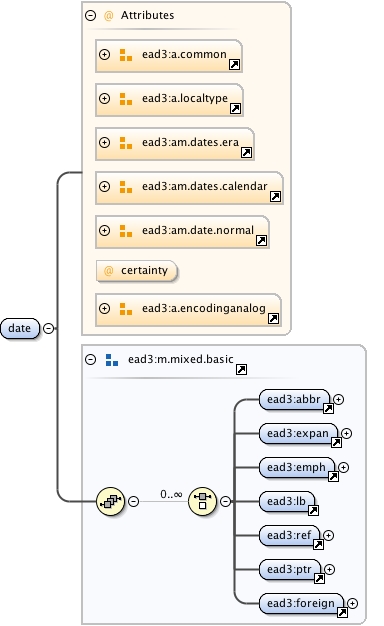 @ Attributes
ead3:a.common
ead3:a.localtype
ead3:am.dates.era
ead3:am.dates.calendar
ead3:am.date.normal
@ certainty
ead3:a.encodinganalog
date
ead3:m.mixed.basic
0..∞
ead3:abbr
ead3:expan
ead3:emph
ead3:lb
ead3:ref
ead3:ptr
ead3:foreign